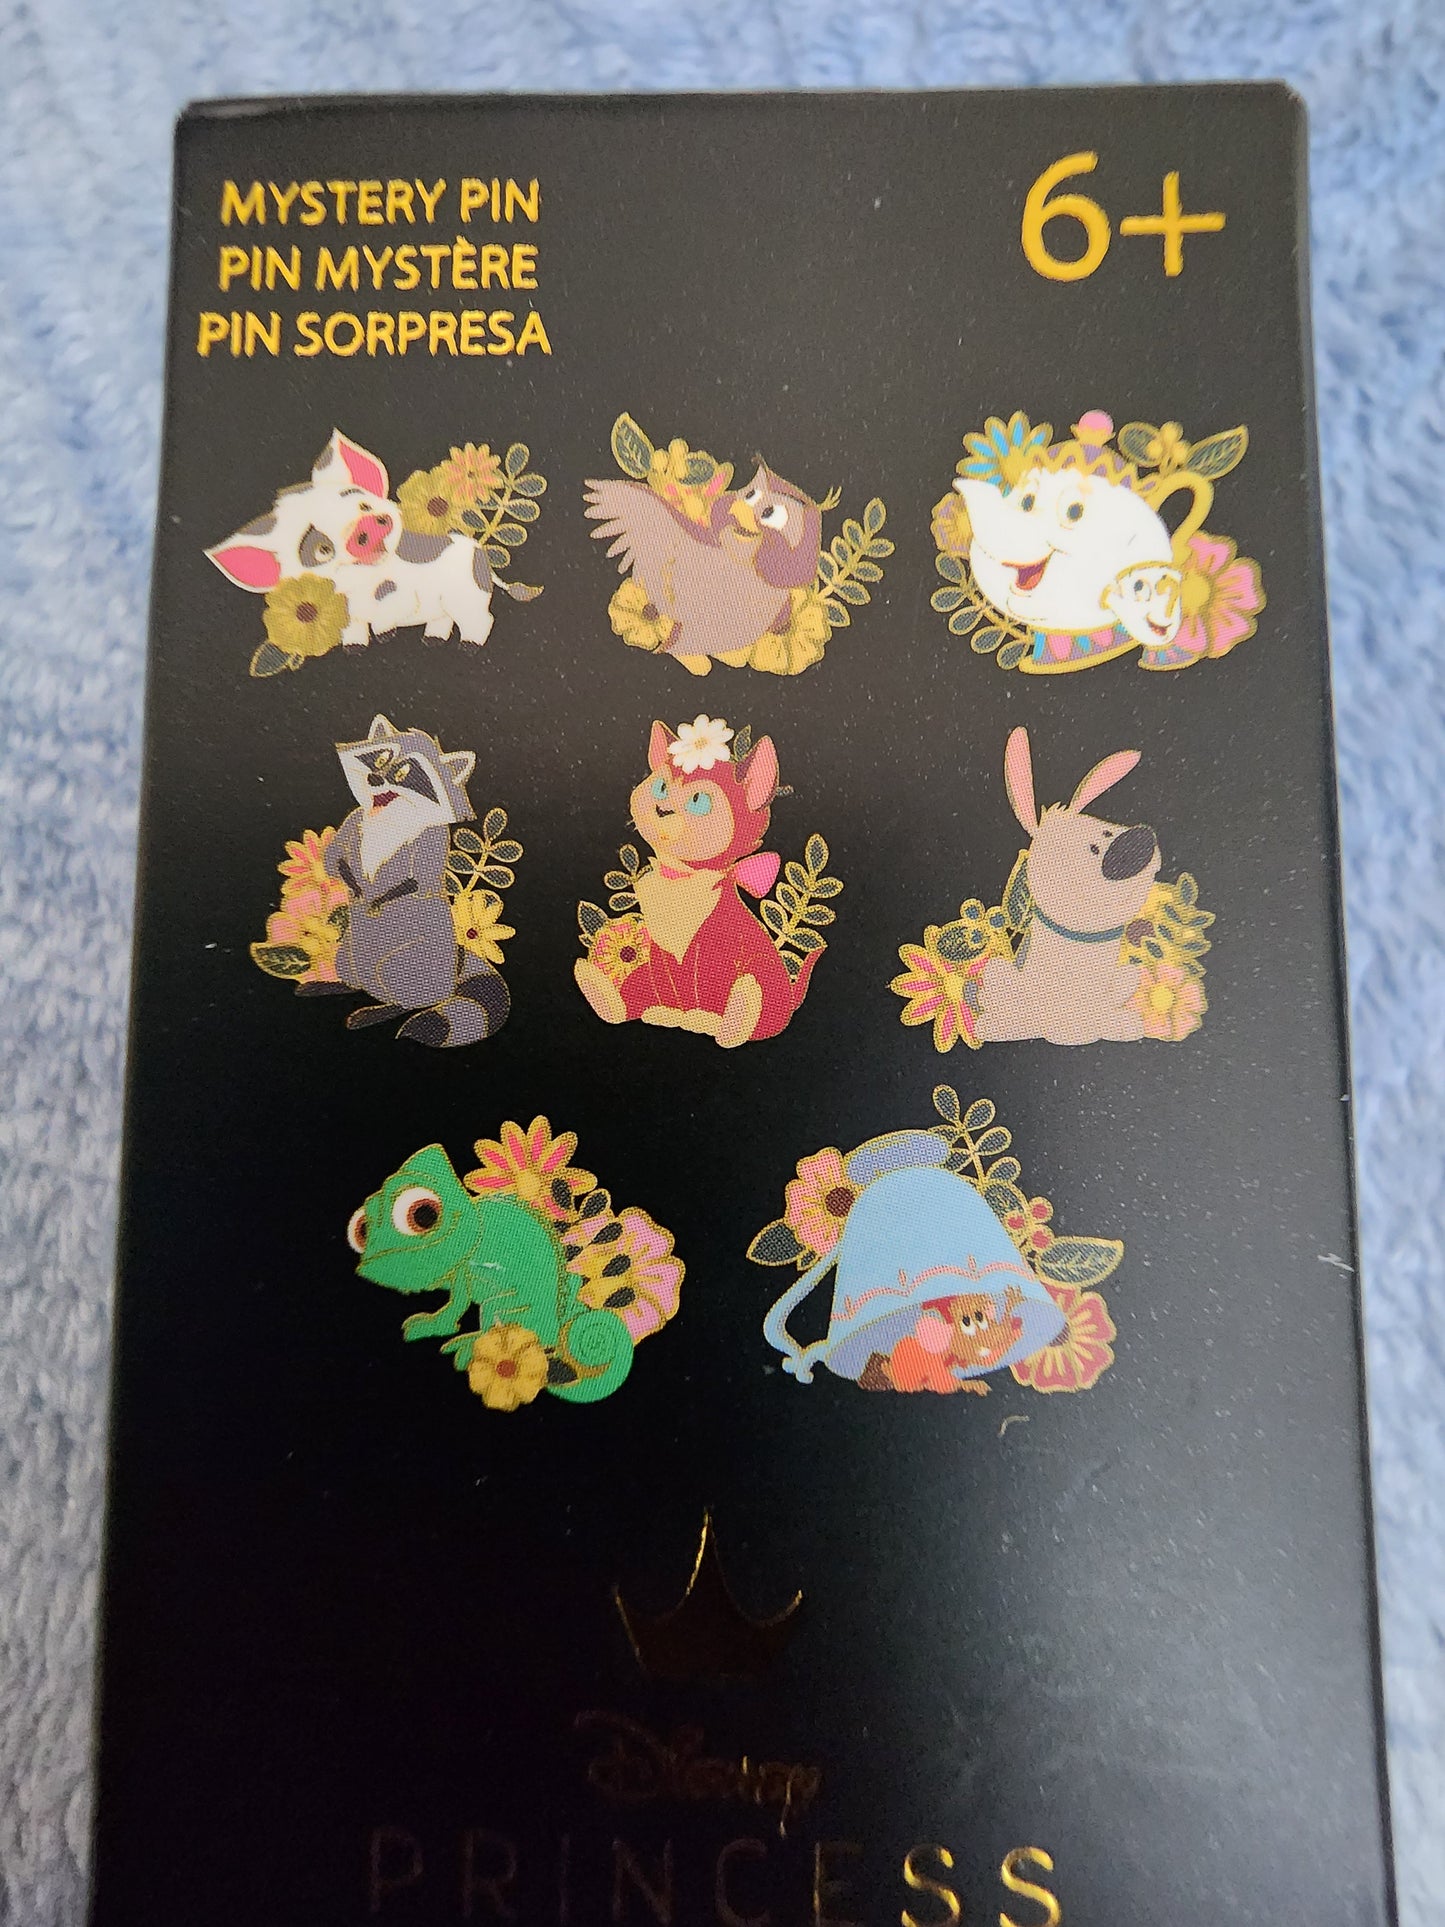 MYSTERY PIN
PIN MYSTÈRE
PIN SORPRESA
6+
Disney
PRINCESS